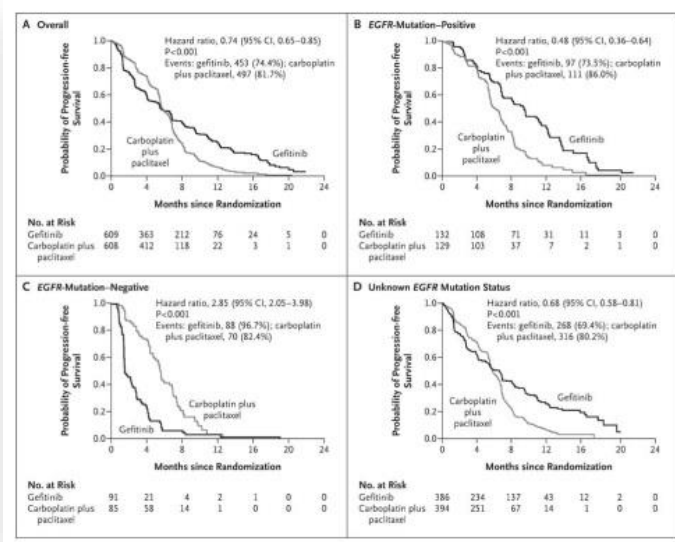 A Overall
Hazard ratio, 0.74 (95% CI, 0.65–0.85)
P<0.001
Events: gefitinib, 453 (74.4%); carboplatin
plus paclitaxel, 497 (81.7%)
Probability of Progression-free
Survival
1.0
0.8
0.6
0.4
0.2
0.0
Carboplatin
plus
paclitaxel
Gefitinib
0 4 8 12 16 20 24
Months since Randomization
No. at Risk
Gefitinib 609 363 212 76 24 5 0
Carboplatin plus 608 412 118 22 3 1 0
paclitaxel
B EGFR-Mutation–Positive
Hazard ratio, 0.48 (95% CI, 0.36–0.64)
P<0.001
Events: gefitinib, 97 (73.5%); carboplatin
plus paclitaxel, 111 (86.0%)
Probability of Progression-free
Survival
1.0
0.8
0.6
0.4
0.2
0.0
Carboplatin
plus
paclitaxel
Gefitinib
0 4 8 12 16 20 24
Months since Randomization
No. at Risk
Gefitinib 132 108 71 31 11 3 0
Carboplatin plus 129 103 37 7 2 1 0
paclitaxel
C EGFR-Mutation–Negative
Hazard ratio, 2.85 (95% CI, 2.05–3.98)
P<0.001
Events: gefitinib, 88 (96.7%); carboplatin
plus paclitaxel, 70 (82.4%)
Probability of Progression-free
Survival
1.0
0.8
0.6
0.4
0.2
0.0
Carboplatin plus
paclitaxel
Gefitinib
0 4 8 12 16 20 24
Months since Randomization
No. at Risk
Gefitinib 91 21 4 2 1 0 0
Carboplatin plus 85 58 14 1 0 0 0
paclitaxel
D Unknown EGFR Mutation Status
Hazard ratio, 0.68 (95% CI, 0.58–0.81)
P<0.001
Events: gefitinib, 268 (69.4%); carboplatin
plus paclitaxel, 316 (80.2%)
Probability of Progression-free
Survival
1.0
0.8
0.6
0.4
0.2
0.0
Carboplatin
plus
paclitaxel
Gefitinib
0 4 8 12 16 20 24
Months since Randomization
No. at Risk
Gefitinib 386 234 137 43 12 2 0
Carboplatin plus 394 251 67 14 1 0 0
paclitaxel